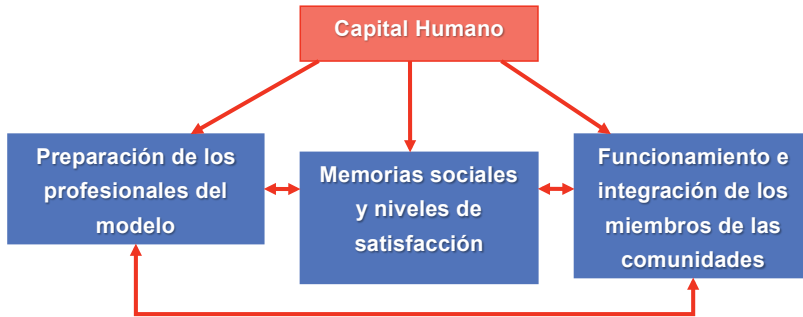 Capital Humano
Preparación de los
profesionales del
modelo
Memorias sociales
y niveles de
satisfacción
Funcionamiento e
integración de los
miembros de las
comunidades